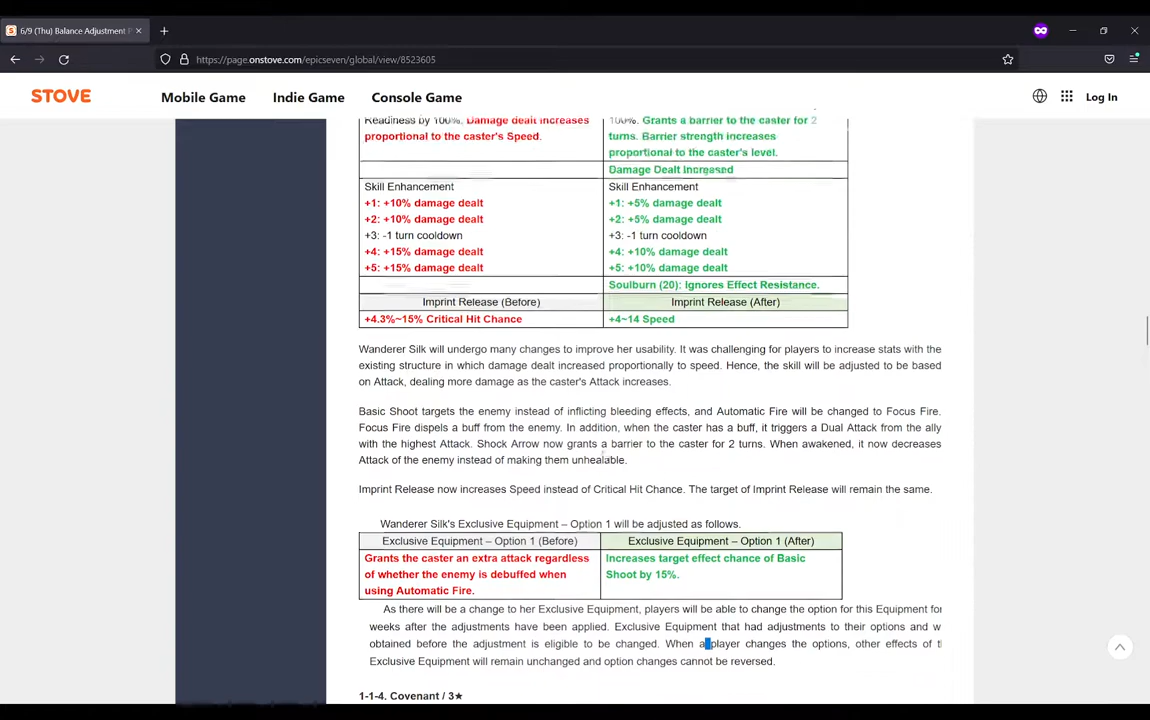 6/9 (Thu) Balance Adjustment
https://page.onstove.com/epicseven/global/view/8523605
STOVE
Mobile Game
Indie Game
Console Game
Log In
Readiness by 100%. Damage dealt increases
proportional to the caster's Speed.
100%. Grants a barrier to the caster for 2
turns. Barrier strength increases
proportional to the caster's level.
Damage Dealt Increased
Skill Enhancement
+1: +10% damage dealt
+2: +10% damage dealt
+3: -1 turn cooldown
+4: +15% damage dealt
+5: +15% damage dealt
Skill Enhancement
+1: +5% damage dealt
+2: +5% damage dealt
+3: -1 turn cooldown
+4: +10% damage dealt
+5: +10% damage dealt
Soulburn (20): Ignores Effect Resistance.
Imprint Release (Before)
Imprint Release (After)
+4.3%~15% Critical Hit Chance
+4~14 Speed
Wanderer Silk will undergo many changes to improve her usability. It was challenging for players to increase stats with the
existing structure in which damage dealt increased proportionally to speed. Hence, the skill will be adjusted to be based
on Attack, dealing more damage as the caster's Attack increases.
Basic Shoot targets the enemy instead of inflicting bleeding effects, and Automatic Fire will be changed to Focus Fire.
Focus Fire dispels a buff from the enemy. In addition, when the caster has a buff, it triggers a Dual Attack from the ally
with the highest Attack. Shock Arrow now grants a barrier to the caster for 2 turns. When awakened, it now decreases
Attack of the enemy instead of making them unhealable.
Imprint Release now increases Speed instead of Critical Hit Chance. The target of Imprint Release will remain the same.
Wanderer Silk's Exclusive Equipment – Option 1 will be adjusted as follows.
Exclusive Equipment – Option 1 (Before)
Exclusive Equipment – Option 1 (After)
Grants the caster an extra attack regardless
of whether the enemy is debuffed when
using Automatic Fire.
Increases target effect chance of Basic
Shoot by 15%.
As there will be a change to her Exclusive Equipment, players will be able to change the option for this Equipment for
weeks after the adjustments have been applied. Exclusive Equipment that had adjustments to their options and w
obtained before the adjustment is eligible to be changed. When a player changes the options, other effects of t
Exclusive Equipment will remain unchanged and option changes cannot be reversed.
1-1-4. Covenant / 3★